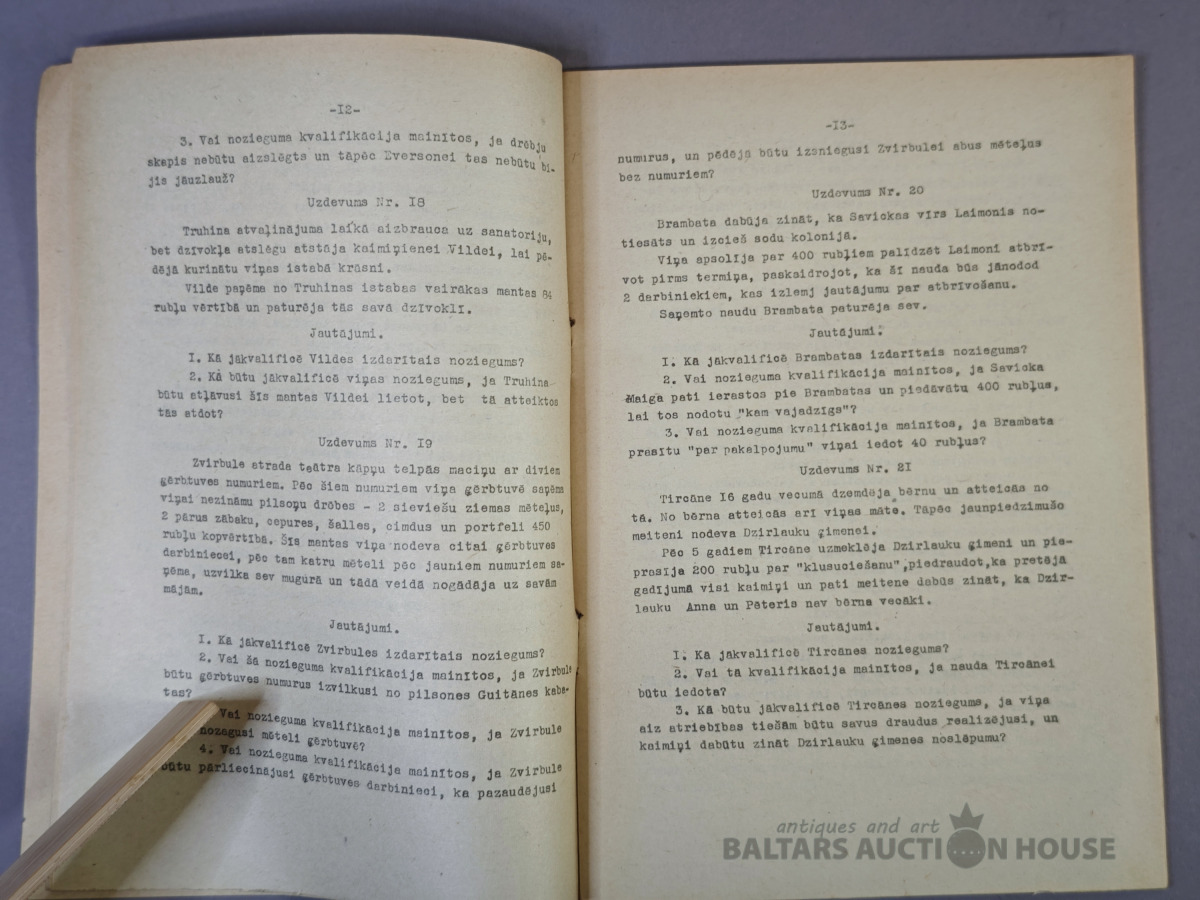 -I2-
3. Vai nozieguma kvalifikācija mainītos, ja drēbju
skapis nebūtu aizslēgts un tāpēc Eversonei tas nebūtu bi-
jis jāuzlauž?
Uzdevums Nr. I8
Truhina atvaļinājuma laikā aizbrauca uz sanatoriju,
bet dzīvokļa atslēgu atstāja kaimiņienei Vildei, lai pē-
dējā kurinātu viņas istabā krāsni.
Vilde paņēma no Truhinas istabas vairākas mantas 84
rubļu vērtībā un paturēja tās savā dzīvoklī.
Jautājumi.
I. Kā jākvalificē Vildes izdarītais noziegums?
2. Kā būtu jākvalificē viņas noziegums, ja Truhina
būtu atļāvusi šīs mantas Vildei lietot, bet tā atteiktos
tās atdot?
Uzdevums Nr. I9
Zvirbule atrada teātra kāpņu telpās maciņu ar diviem
gērbtuves numuriem. Pēc šiem numuriem viņa ģērbtuvē saņēma
viņai nezināmu pilsoņu drēbes - 2 sieviešu ziemas mēteļus,
2 pārus zābaku, cepures, šalles, cimdus un portfeli 450
rubļu kopvērtībā. Šīs mantas viņa nodeva citai ģērbtuves
darbiniecei, pēc tam katru mēteli pēc jauniem numuriem sa-
ņēma, uzvilka sev mugurā un tādā veidā nogādāja uz savām
mājām.
Jautājumi.
I. Kā jākvalificē Zvirbules izdarītais noziegums?
2. Vai šā nozieguma kvalifikācija mainītos, ja Zvirbule
būtu ģērbtuves numurus izvilkusi no pilsones Guitānes kaba-
tas?
Vai nozieguma kvalifikācija mainītos, ja Zvirbule
nozagusi mēteli ģērbtuvē?
4. Vai nozieguma kvalifikācija mainītos, ja Zvirbule
būtu pārliecinājusi ģērbtuves darbinieci, ka pazaudējusi
-I3-
numurus, un pēdējā būtu izsniegusi Zvirbulei abus mēteļus
bez numuriem?
Uzdevums Nr. 20
Brambata dabūja zināt, ka Savickas vīrs Laimonis no-
tiesāts un izcieš sodu kolonijā.
Viņa apsolīja par 400 rubļiem palīdzēt Laimoni atbrī-
vot pirms termiņa, paskaidrojot, ka šī nauda būs jānodod
2 darbiniekiem, kas izlemj jautājumu par atbrīvošanu.
Saņemto naudu Brambata paturēja sev.
Jautājumi.
I. Kā jākvalificē Brambatas izdarītais noziegums?
2. Vai nozieguma kvalifikācija mainītos, ja Savicka
Maiga pati ierastos pie Brambatas un piedāvātu 400 rubļus,
lai tos nodotu "kam vajadzīgs"?
3. Vai nozieguma kvalifikācija mainītos, ja Brambata
prasītu "par pakalpojumu" viņai iedot 40 rubļus?
Uzdevums Nr. 2I
Tircāne I6 gadu vecumā dzemdēja bērnu un atteicās no
tā. No bērna atteicās arī viņas māte. Tāpēc jaunpiedzimušo
meiteni nodeva Dzirlauku ģimenei.
Pēc 5 gadiem Tircāne uzmeklēja Dzirlauku ģimeni un pie-
prasīja 200 rubļu par "klusuciešanu",piedraudot,ka pretējā
gadījumā visi kaimiņi un pati meitene dabūs zināt, ka Dzir-
lauku Anna un Pēteris nav bērna vecāki.
Jautājumi.
I. Kā jākvalificē Tircānes noziegums?
2. Vai tā kvalifikācija mainītos, ja nauda Tircānei
būtu iedota?
3. Kā būtu jākvalificē Tircānes noziegums, ja viņa
aiz atriebības tiešām būtu savus draudus realizējusi, un
kaimiņi dabūtu zināt Dzirlauku ģimenes noslēpumu?
antiques and art
BALTARS AUCTION HOUSE